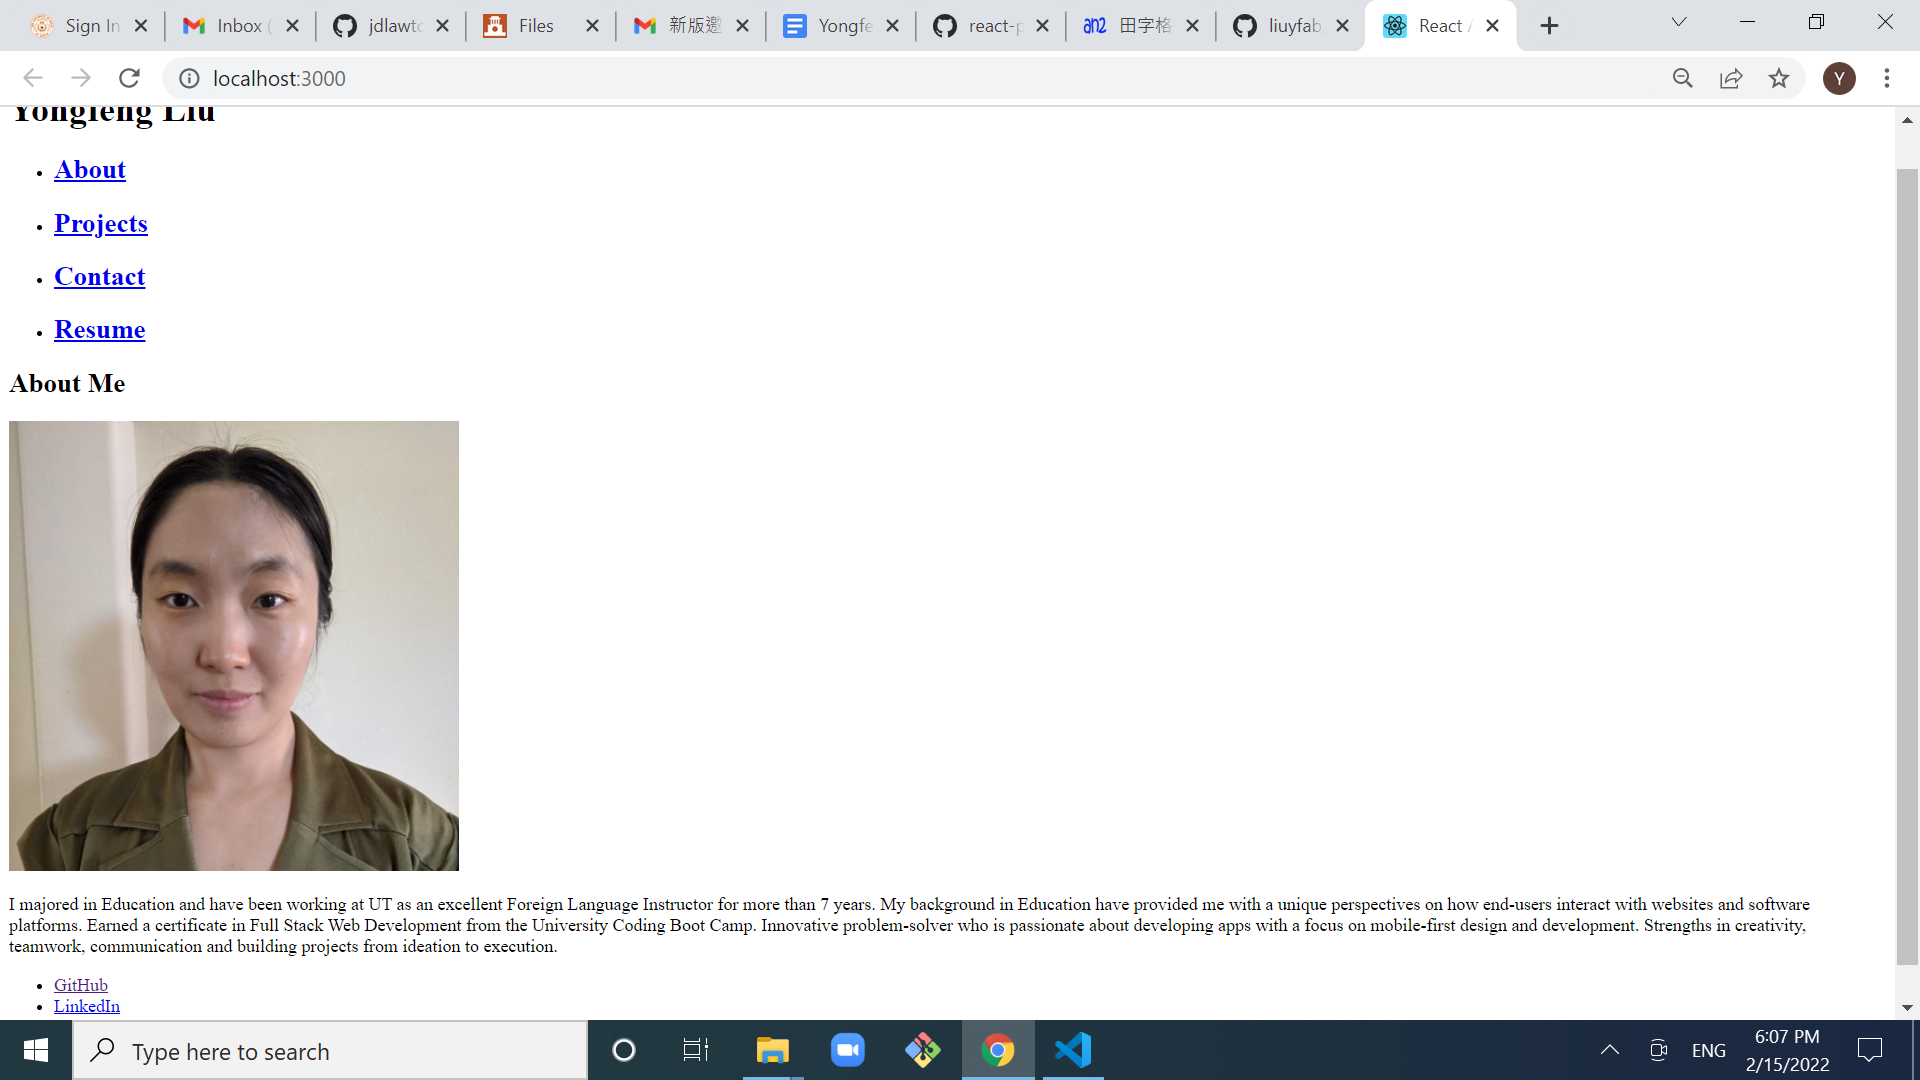 Sign In
Inbox (
jdlawto
Files
新版邀
Yongfe
react-p
an2 田字格
liuyfab
React A
localhost:3000
Y
Yongfeng Liu
About
Projects
Contact
Resume
About Me
I majored in Education and have been working at UT as an excellent Foreign Language Instructor for more than 7 years. My background in Education have provided me with a unique perspectives on how end-users interact with websites and software
platforms. Earned a certificate in Full Stack Web Development from the University Coding Boot Camp. Innovative problem-solver who is passionate about developing apps with a focus on mobile-first design and development. Strengths in creativity,
teamwork, communication and building projects from ideation to execution.
GitHub
LinkedIn
Type here to search
ENG
6:07 PM
2/15/2022